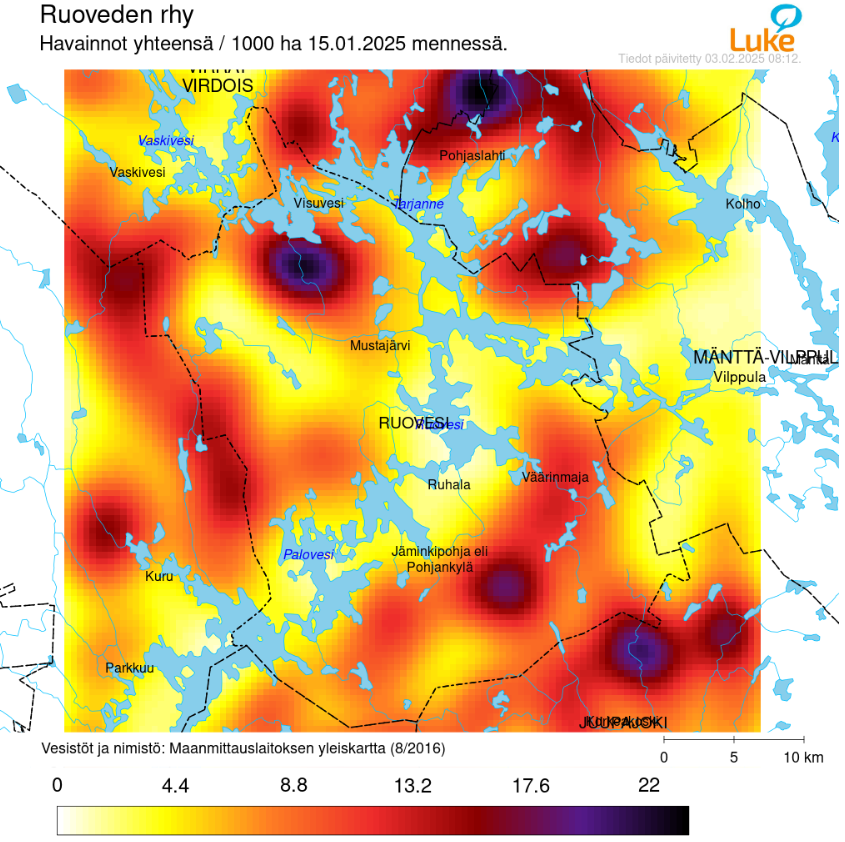 Ruoveden rhy
Havainnot yhteensä / 1000 ha 15.01.2025 mennessä.
Luke
Tiedot päivitetty 03.02.2025 08:12.
VIRRAT
VIRDOIS
Vaskivesi
Vaskivesi
Pohjaslahti
Visuvesi
Tarjanne
Kolho
K
Mustajärvi
MÄNTTÄ-VILPPUL
Mänttä
Vilppula
RUOVESI
Ruovesi
Ruhala
Väärinmaja
Palovesi
Jäminkipohja eli
Pohjankylä
Kuru
Parkkuu
JUUPAJOKI
Vesistöt ja nimistö: Maanmittauslaitoksen yleiskartta (8/2016)
0 5 10 km
0 4.4 8.8 13.2 17.6 22